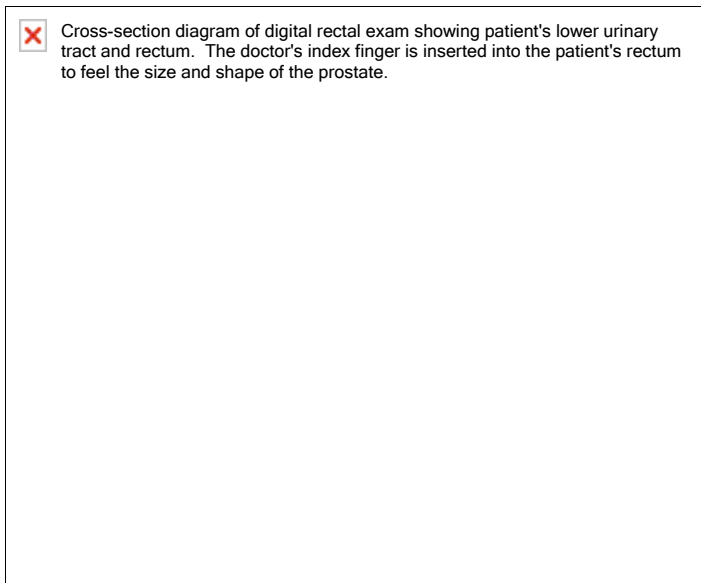 Cross-section diagram of digital rectal exam showing patient's lower urinary
tract and rectum.  The doctor's index finger is inserted into the patient's rectum
to feel the size and shape of the prostate.